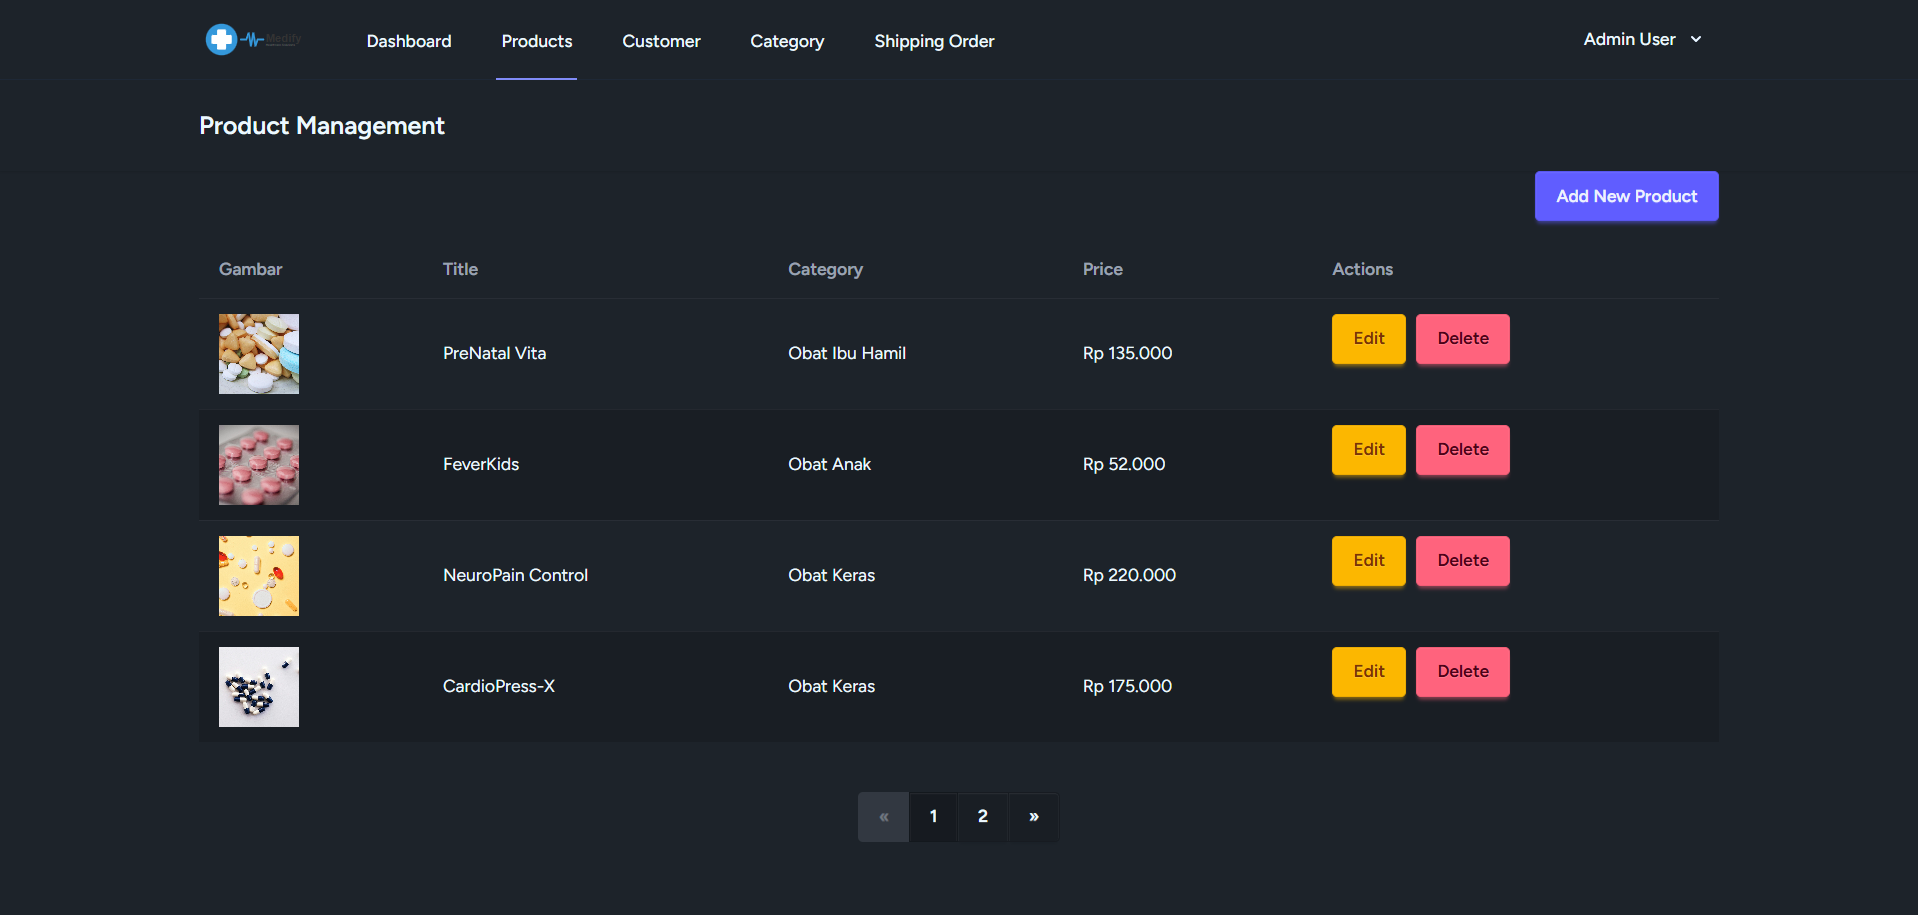 Medify
Dashboard Products Customer Category Shipping Order Admin User
Product Management
Add New Product
Gambar Title Category Price Actions
PreNatal Vita Obat Ibu Hamil Rp 135.000 Edit Delete
FeverKids Obat Anak Rp 52.000 Edit Delete
NeuroPain Control Obat Keras Rp 220.000 Edit Delete
CardioPress-X Obat Keras Rp 175.000 Edit Delete
« 1 2 »